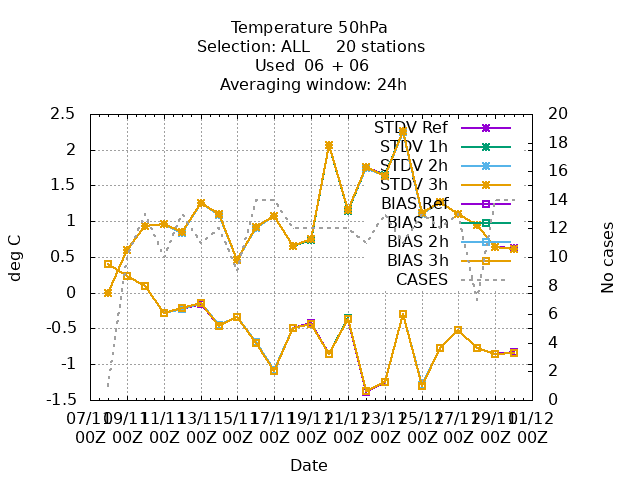 Temperature 50hPa
Selection: ALL 20 stations
Used 06 + 06
Averaging window: 24h
2.5 20
STDV Ref
STDV 1h
2 18
STDV 2h
STDV 3h
1.5 16
BIAS Ref
1 14
BIAS 1h
BIAS 2h
0.5 12
BIAS 3h
0 10
CASES
-0.5 8
-1 6
-1.5 4
2
0
deg C
No cases
07/11 09/11 11/11 13/11 15/11 17/11 19/11 21/11 23/11 25/11 27/11 29/11 01/12
00Z 00Z 00Z 00Z 00Z 00Z 00Z 00Z 00Z 00Z 00Z 00Z 00Z
Date